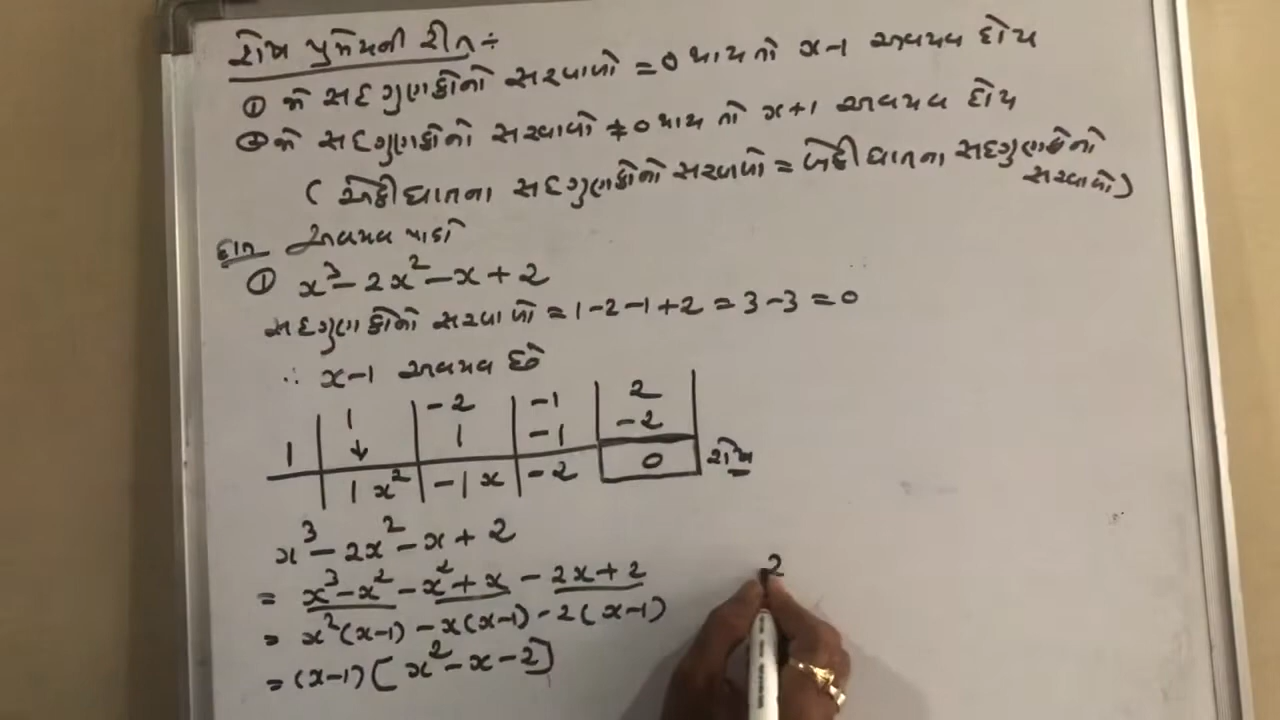 શેષ પ્રમેયની રીત ÷
① જો સહગુણકોનો સરવાળો = 0 થાય તો x-1 અવયવ હોય
② જો સહગુણકોનો સરવાળો ≠ 0 થાય તો x+1 અવયવ હોય
( એકી ઘાતના સહગુણકોનો સરવાળો = બેકી ઘાતના સહગુણકોનો
સરવાળો )
દા.ત અવયવ પાડો
① x³ - 2x² - x + 2
સહગુણકોનો સરવાળો = 1-2-1+2 = 3-3 = 0
∴ x-1 અવયવ છે
1 -2 -1 2
1 ↓ 1 -1 -2
1x² -1x -2 0 શેષ
x³ - 2x² - x + 2
= x³ - x² - x² + x - 2x + 2
= x²(x-1) - x(x-1) - 2(x-1)
= (x-1) [ x² - x - 2 ]
2